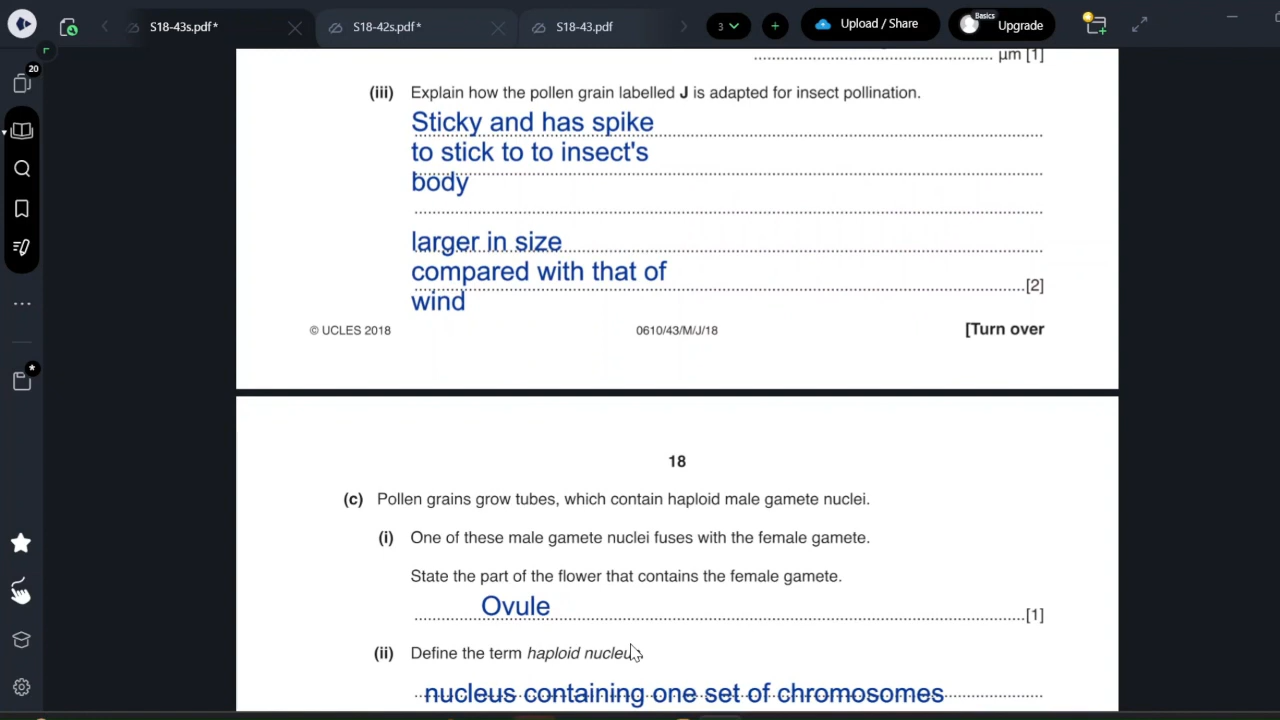 S18-43s.pdf*
S18-42s.pdf*
S18-43.pdf
3
Upload / Share
Basics
Upgrade
20
µm [1]
(iii) Explain how the pollen grain labelled J is adapted for insect pollination.
Sticky and has spike
to stick to to insect's
body
larger in size
compared with that of
[2]
wind
© UCLES 2018
0610/43/M/J/18
[Turn over
18
(c) Pollen grains grow tubes, which contain haploid male gamete nuclei.
(i) One of these male gamete nuclei fuses with the female gamete.
State the part of the flower that contains the female gamete.
Ovule
[1]
(ii) Define the term haploid nucleus.
nucleus containing one set of chromosomes